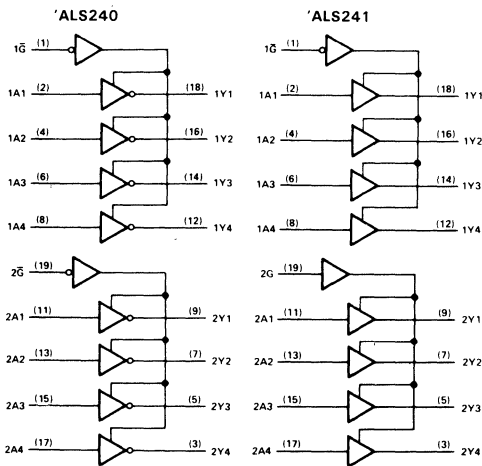 'ALS240
'ALS241
1G̅ (1)
1A1 (2) (18) 1Y1
1A2 (4) (16) 1Y2
1A3 (6) (14) 1Y3
1A4 (8) (12) 1Y4
2G̅ (19)
2A1 (11) (9) 2Y1
2A2 (13) (7) 2Y2
2A3 (15) (5) 2Y3
2A4 (17) (3) 2Y4
1G̅ (1)
1A1 (2) (18) 1Y1
1A2 (4) (16) 1Y2
1A3 (6) (14) 1Y3
1A4 (8) (12) 1Y4
2G (19)
2A1 (11) (9) 2Y1
2A2 (13) (7) 2Y2
2A3 (15) (5) 2Y3
2A4 (17) (3) 2Y4